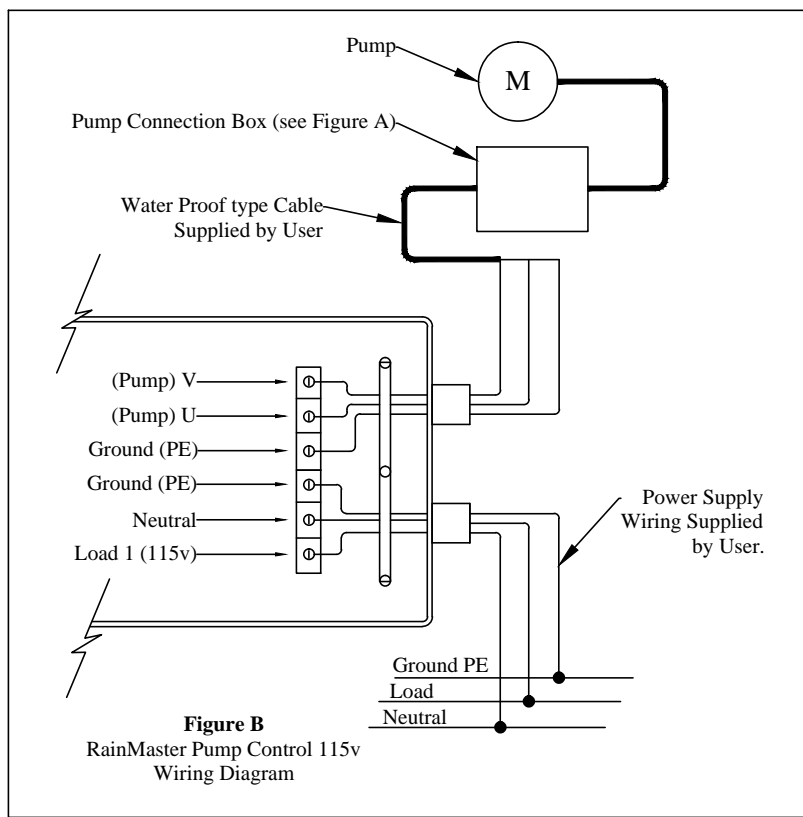 Pump
M
Pump Connection Box (see Figure A)
Water Proof type Cable
Supplied by User
(Pump) V
(Pump) U
Ground (PE)
Ground (PE)
Neutral
Load 1 (115v)
Power Supply
Wiring Supplied
by User.
Ground PE
Load
Neutral
Figure B
RainMaster Pump Control 115v
Wiring Diagram